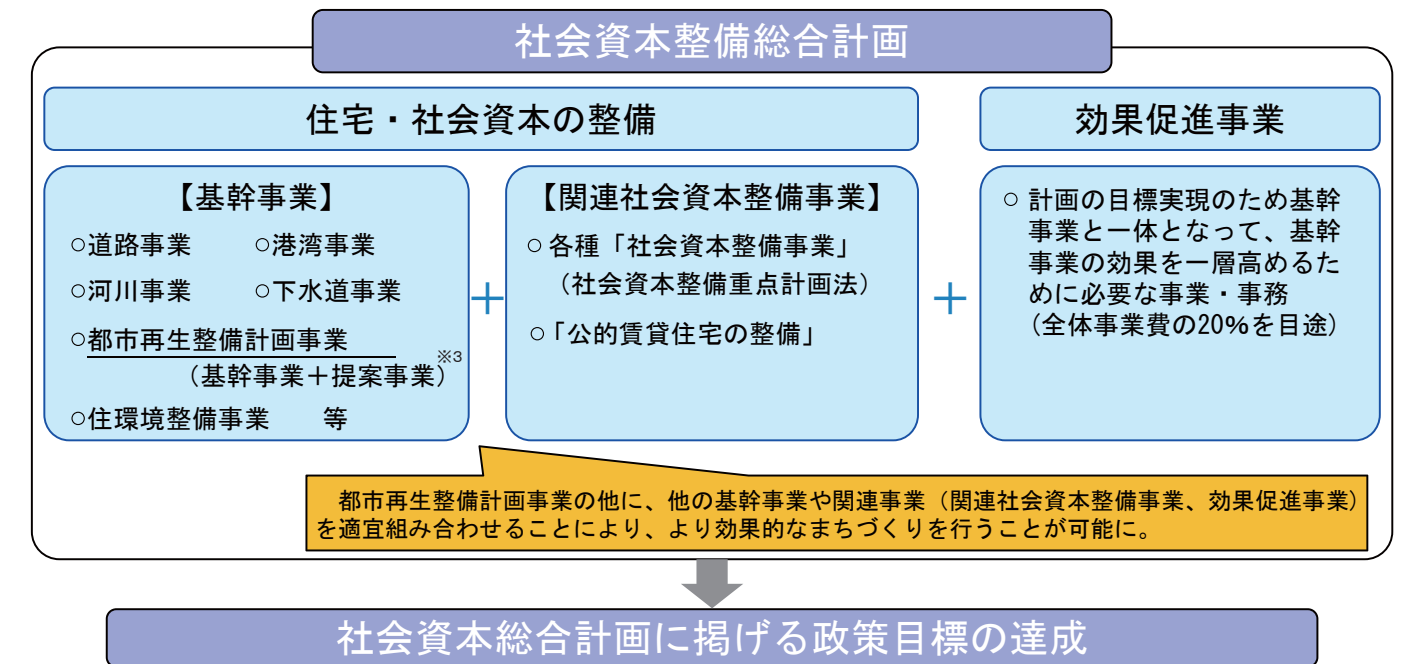 社会資本整備総合計画
住宅・社会資本の整備
効果促進事業
【基幹事業】
○道路事業 ○港湾事業
○河川事業 ○下水道事業
○都市再生整備計画事業
(基幹事業＋提案事業)※3
○住環境整備事業 等
＋
【関連社会資本整備事業】
○各種「社会資本整備事業」
（社会資本整備重点計画法）
○「公的賃貸住宅の整備」
＋
○計画の目標実現のため基幹
事業と一体となって、基幹
事業の効果を一層高めるた
めに必要な事業・事務
(全体事業費の20%を目途)
都市再生整備計画事業の他に、他の基幹事業や関連事業（関連社会資本整備事業、効果促進事業）
を適宜組み合わせることにより、より効果的なまちづくりを行うことが可能に。
社会資本総合計画に掲げる政策目標の達成